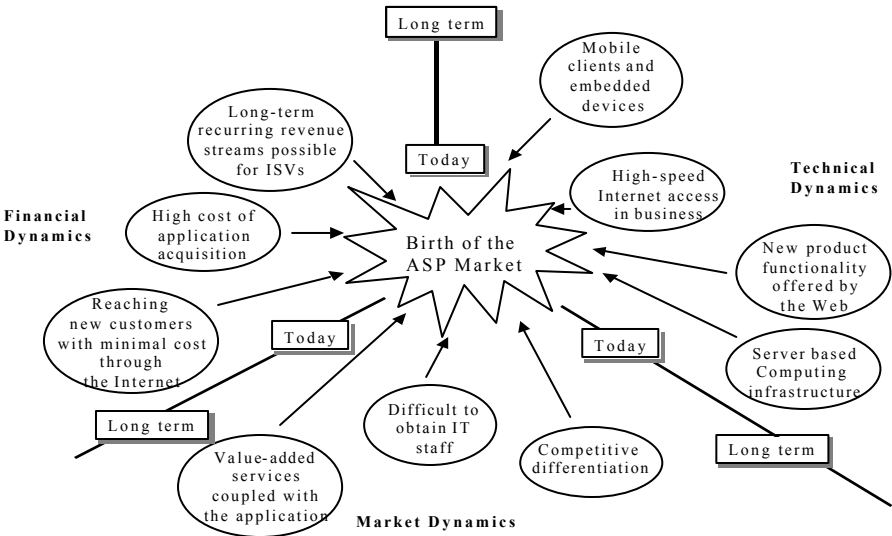 Long term
Mobile
clients and
embedded
devices
Long-term
recurring revenue
streams possible
for ISVs
Today
Technical
Dynamics
High-speed
Internet access
in business
Financial
Dynamics
High cost of
application
acquisition
Birth of the
ASP Market
New product
functionality
offered by
the Web
Reaching
new customers
with minimal cost
through
the Internet
Today
Today
Server based
Computing
infrastructure
Long term
Difficult to
obtain IT
staff
Competitive
differentiation
Long term
Value-added
services
coupled with
the application
Market Dynamics